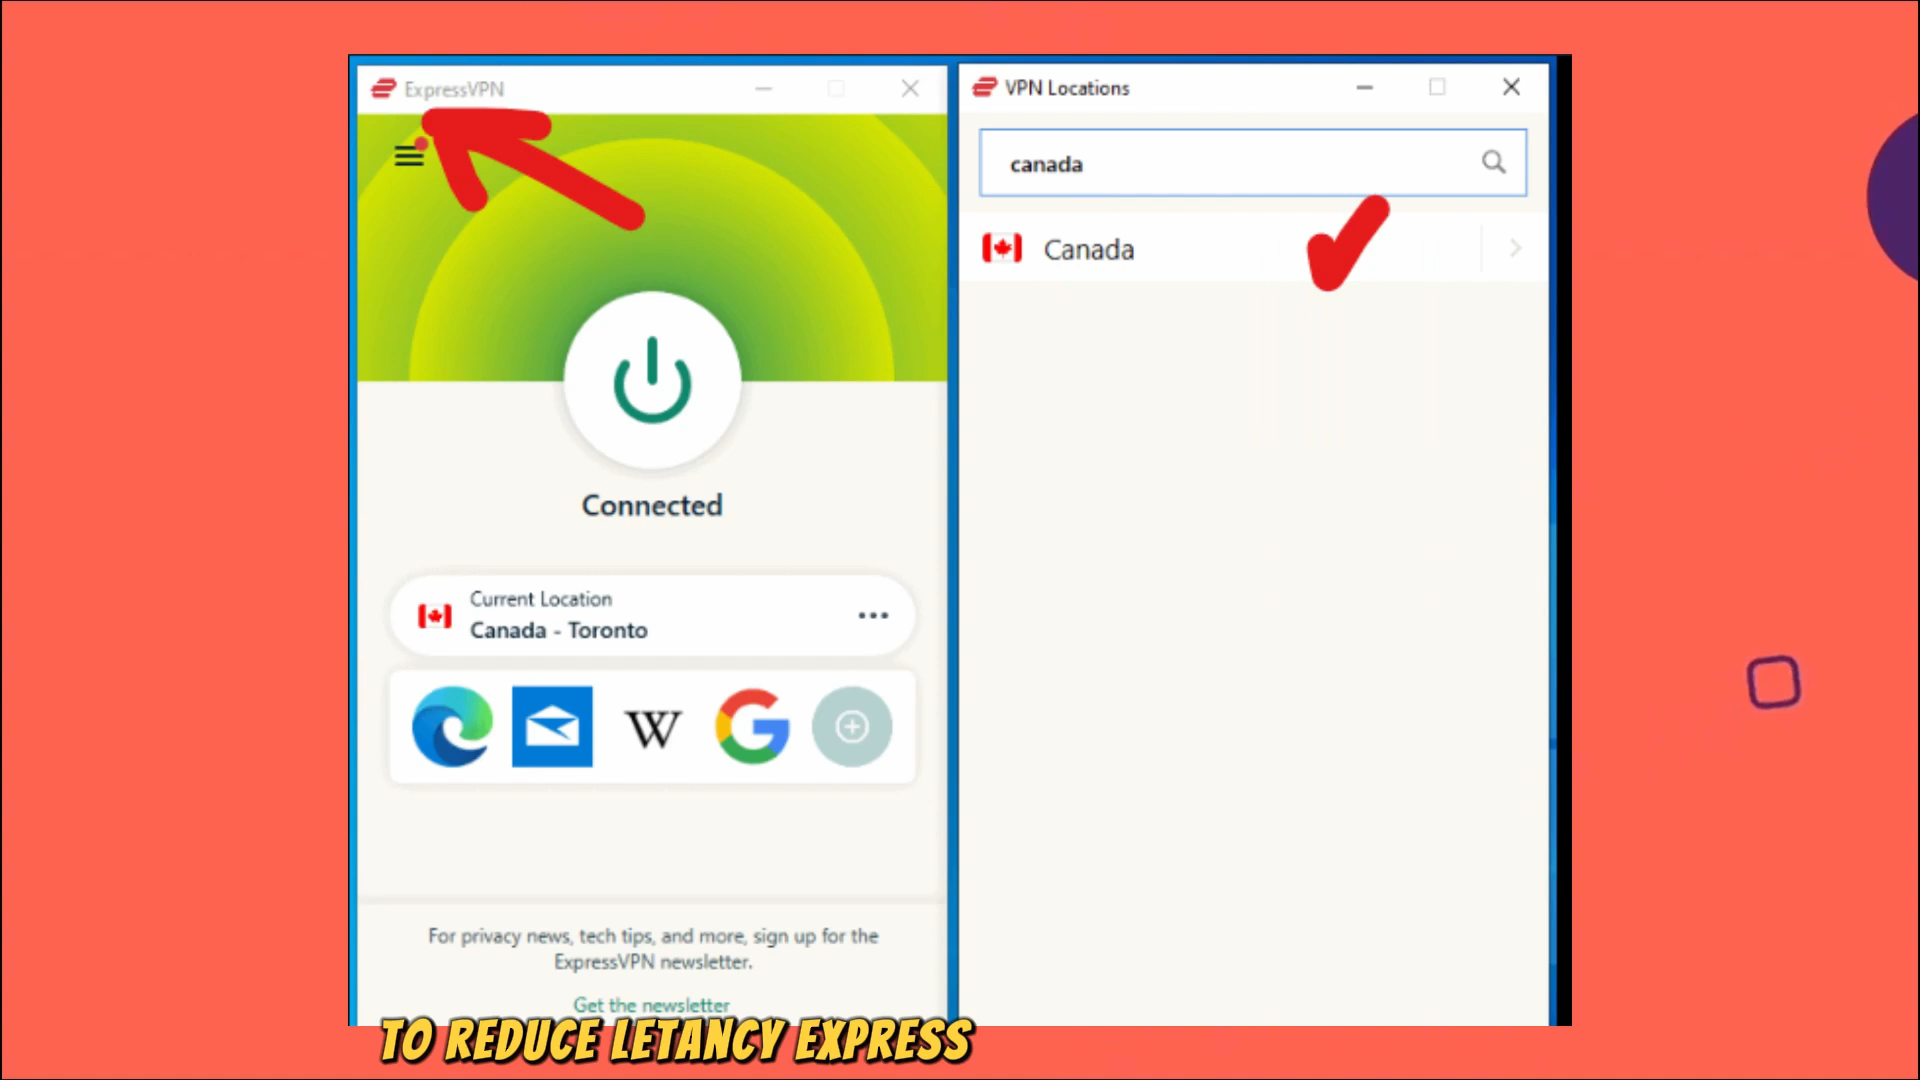 ExpressVPN
VPN Locations
canada
Canada
Connected
Current Location
Canada - Toronto
W
For privacy news, tech tips, and more, sign up for the
ExpressVPN newsletter.
Get the newsletter
TO REDUCE LETANCY EXPRESS